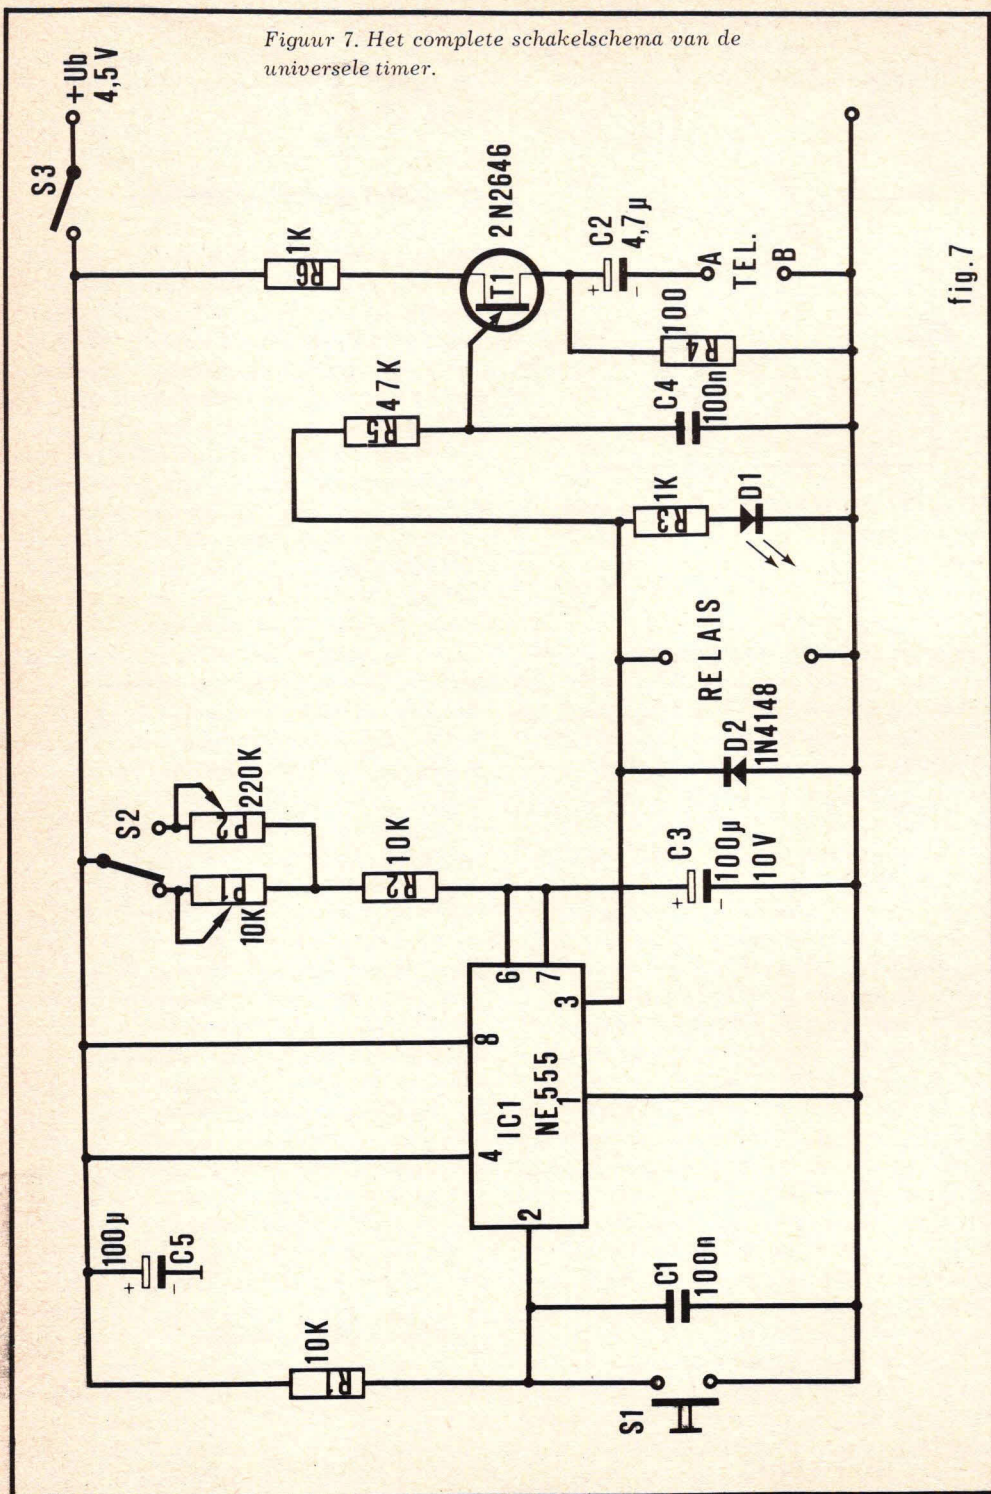 Figuur 7. Het complete schakelschema van de
universele timer.
+Ub
4,5 V
S3
R6
1K
T1
2N2646
C2
4,7µ
+
-
A
TEL.
B
R4
100
R5
47K
C4
100n
R3
1K
D1
RELAIS
D2
1N4148
S2
P2
220K
P1
10K
R2
10K
C3
100µ
10V
+
-
6
7
8
3
IC1
NE555
1
4
2
100µ
C5
+
-
R1
10K
C1
100n
S1
fig.7